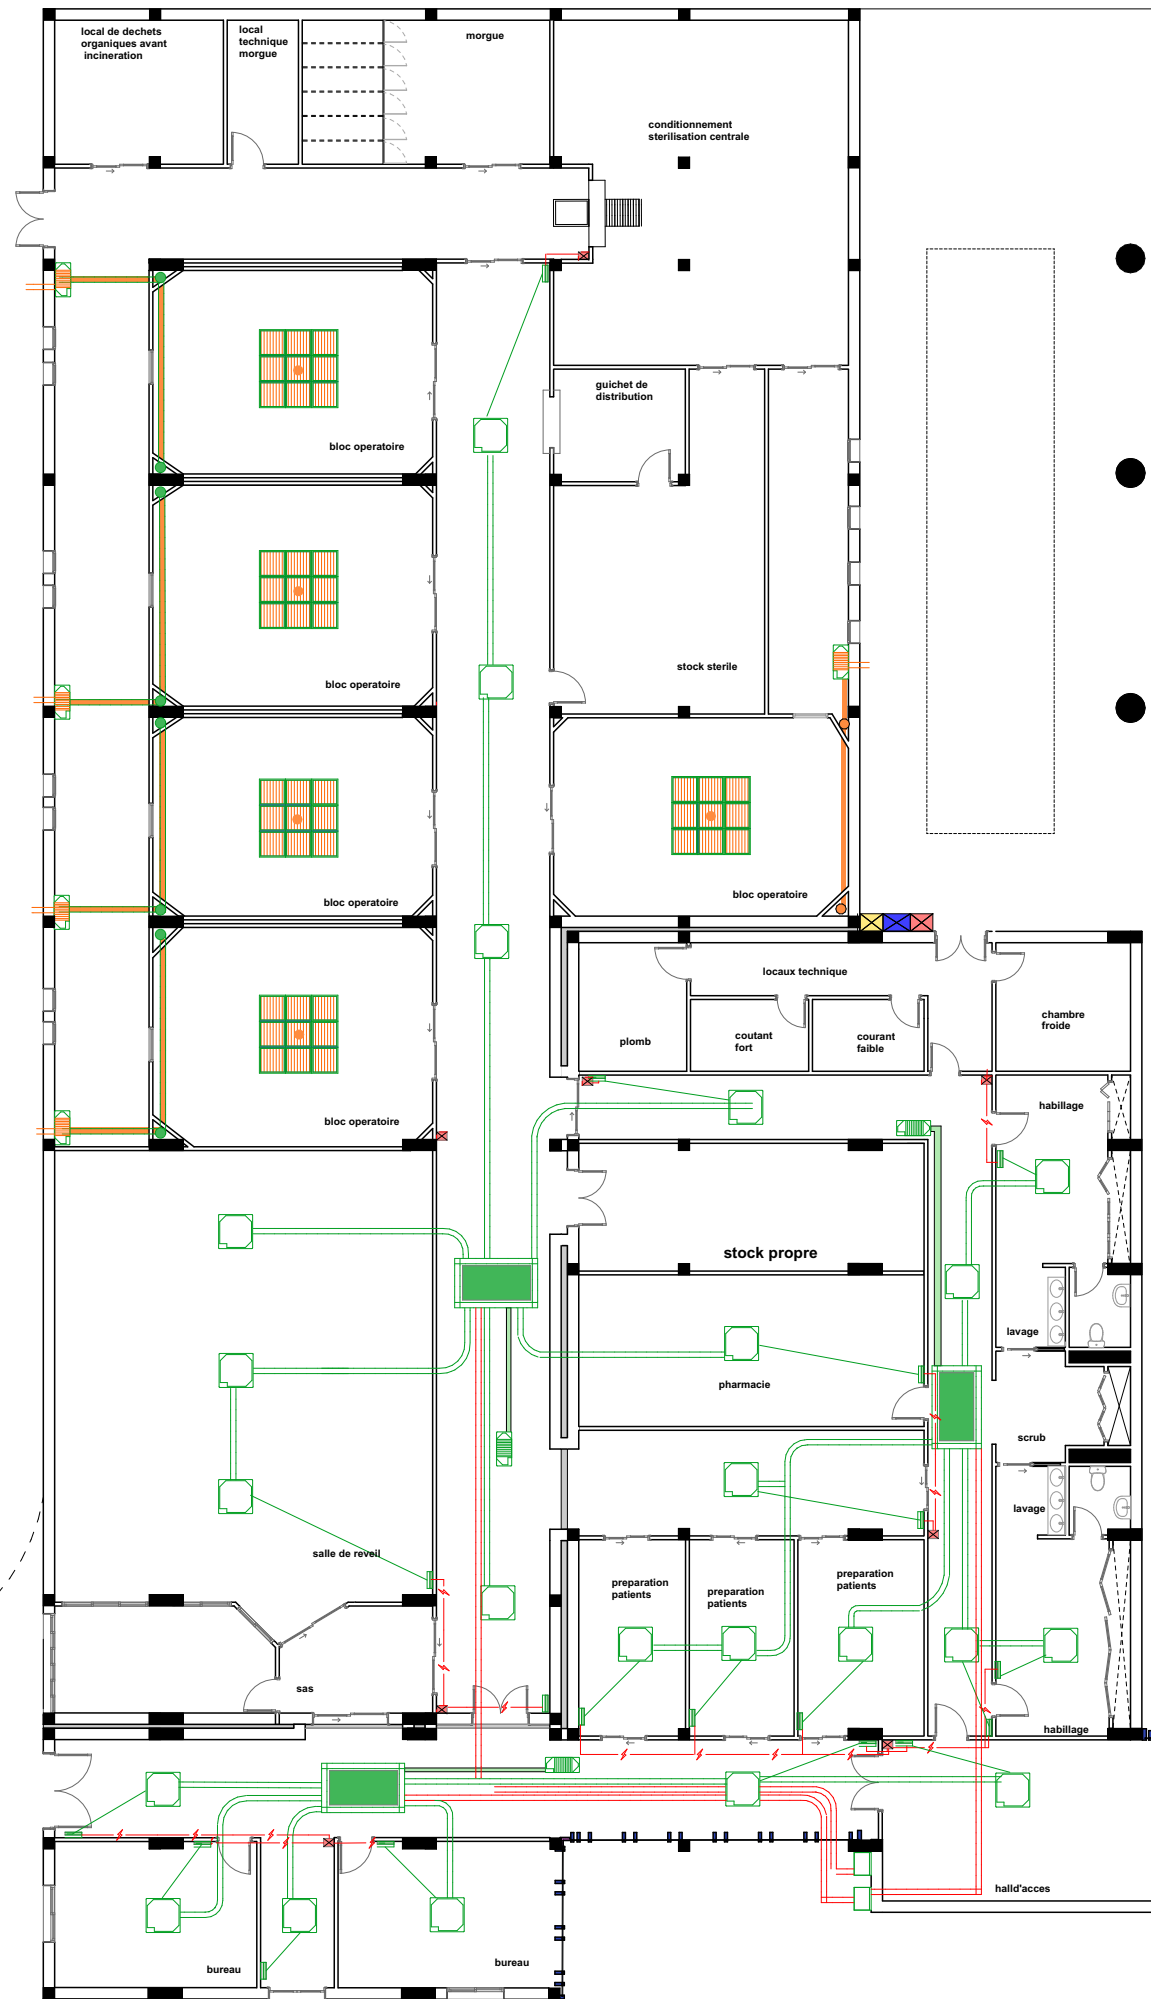 local de dechets
organiques avant
incineration
local
technique
morgue
morgue
conditionnement
sterilisation centrale
guichet de
distribution
bloc operatoire
bloc operatoire
stock sterile
bloc operatoire
bloc operatoire
locaux technique
plomb
coutant
fort
courant
faible
chambre
froide
bloc operatoire
habillage
stock propre
lavage
pharmacie
scrub
lavage
salle de reveil
preparation
patients
preparation
patients
preparation
patients
sas
habillage
halld'acces
bureau
bureau